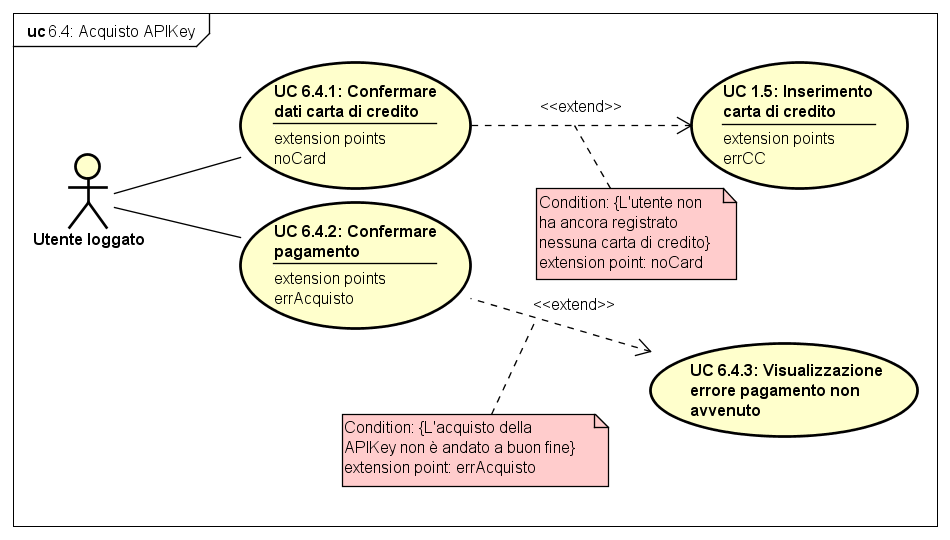 uc 6.4: Acquisto APIKey
UC 6.4.1: Confermare
dati carta di credito
extension points
noCard
<<extend>>
UC 1.5: Inserimento
carta di credito
extension points
errCC
Utente loggato
Condition: {L'utente non
ha ancora registrato
nessuna carta di credito}
extension point: noCard
UC 6.4.2: Confermare
pagamento
extension points
errAcquisto
<<extend>>
UC 6.4.3: Visualizzazione
errore pagamento non
avvenuto
Condition: {L'acquisto della
APIKey non è andato a buon fine}
extension point: errAcquisto